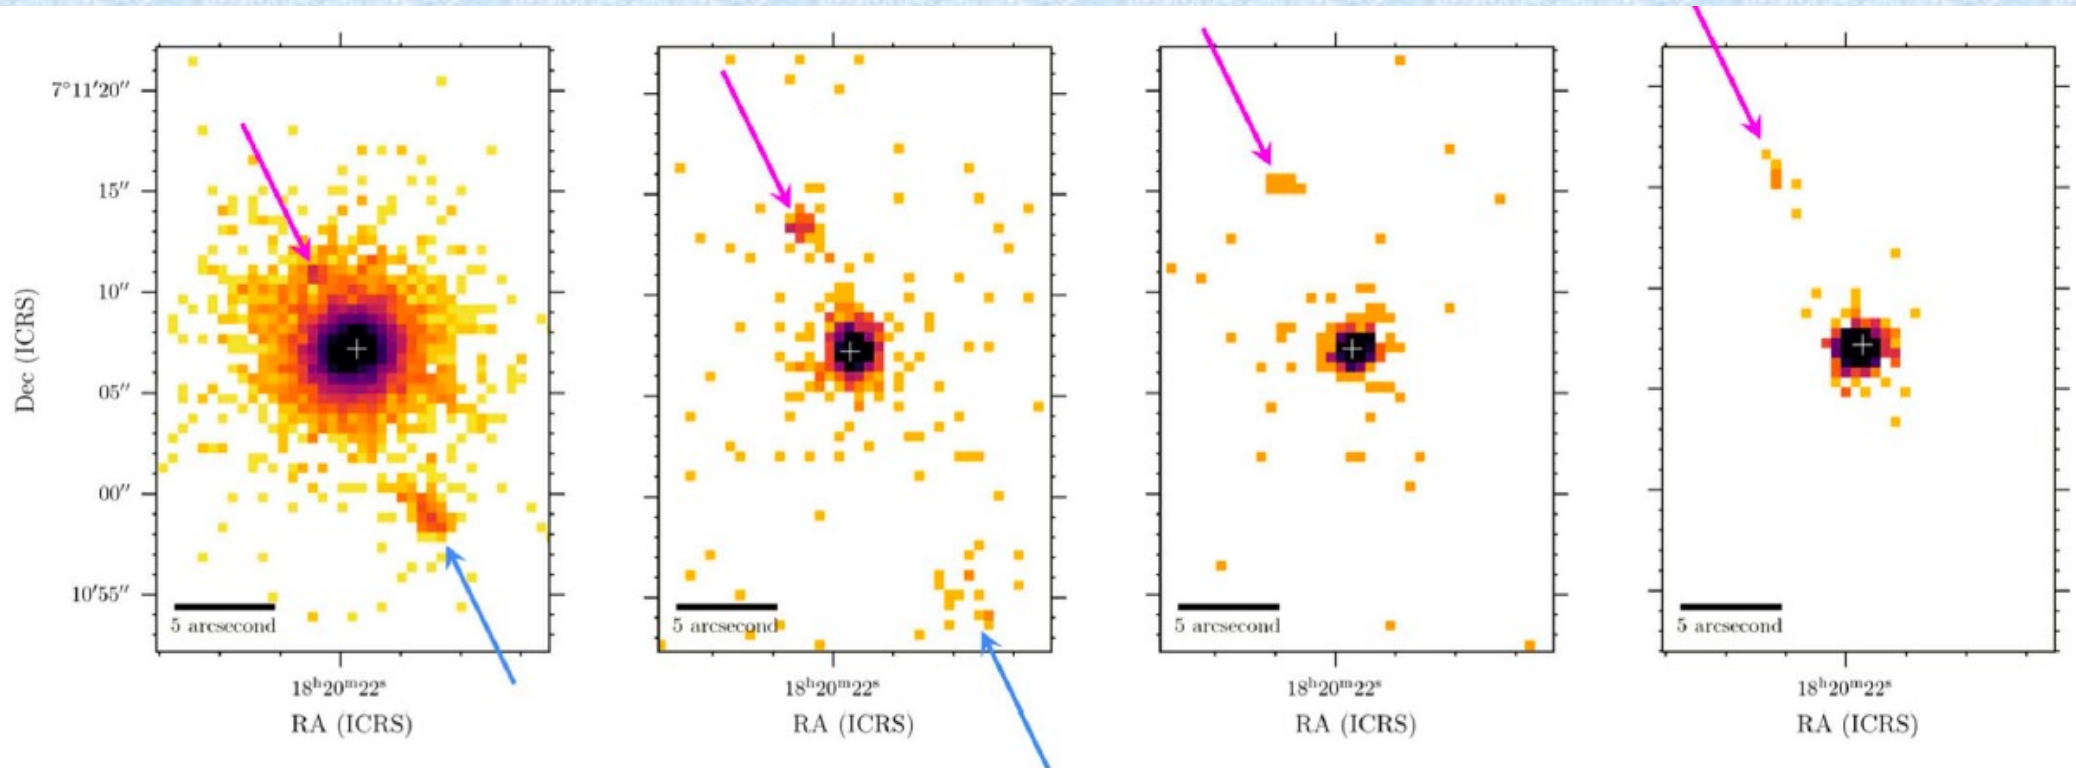 7°11′20″
15″
10″
05″
00″
10′55″
Dec (ICRS)
5 arcsecond
5 arcsecond
5 arcsecond
5 arcsecond
18ʰ20ᵐ22ˢ
18ʰ20ᵐ22ˢ
18ʰ20ᵐ22ˢ
18ʰ20ᵐ22ˢ
RA (ICRS)
RA (ICRS)
RA (ICRS)
RA (ICRS)